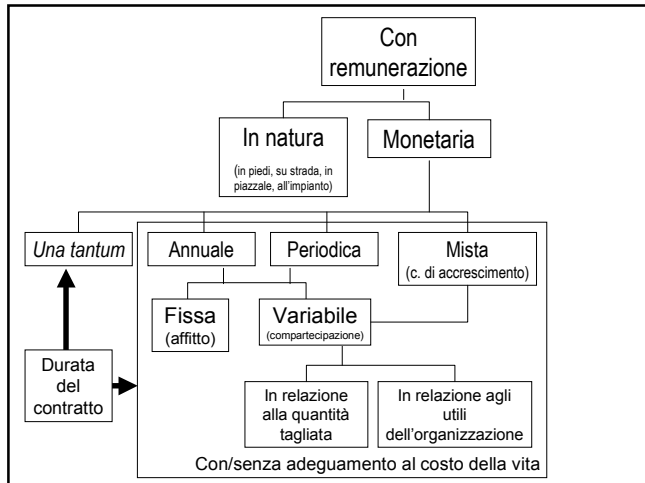 Con
remunerazione
In natura
(in piedi, su strada, in
piazzale, all'impianto)
Monetaria
Una tantum
Annuale
Periodica
Mista
(c. di accrescimento)
Fissa
(affitto)
Variabile
(compartecipazione)
Durata
del
contratto
In relazione
alla quantità
tagliata
In relazione agli
utili
dell'organizzazione
Con/senza adeguamento al costo della vita